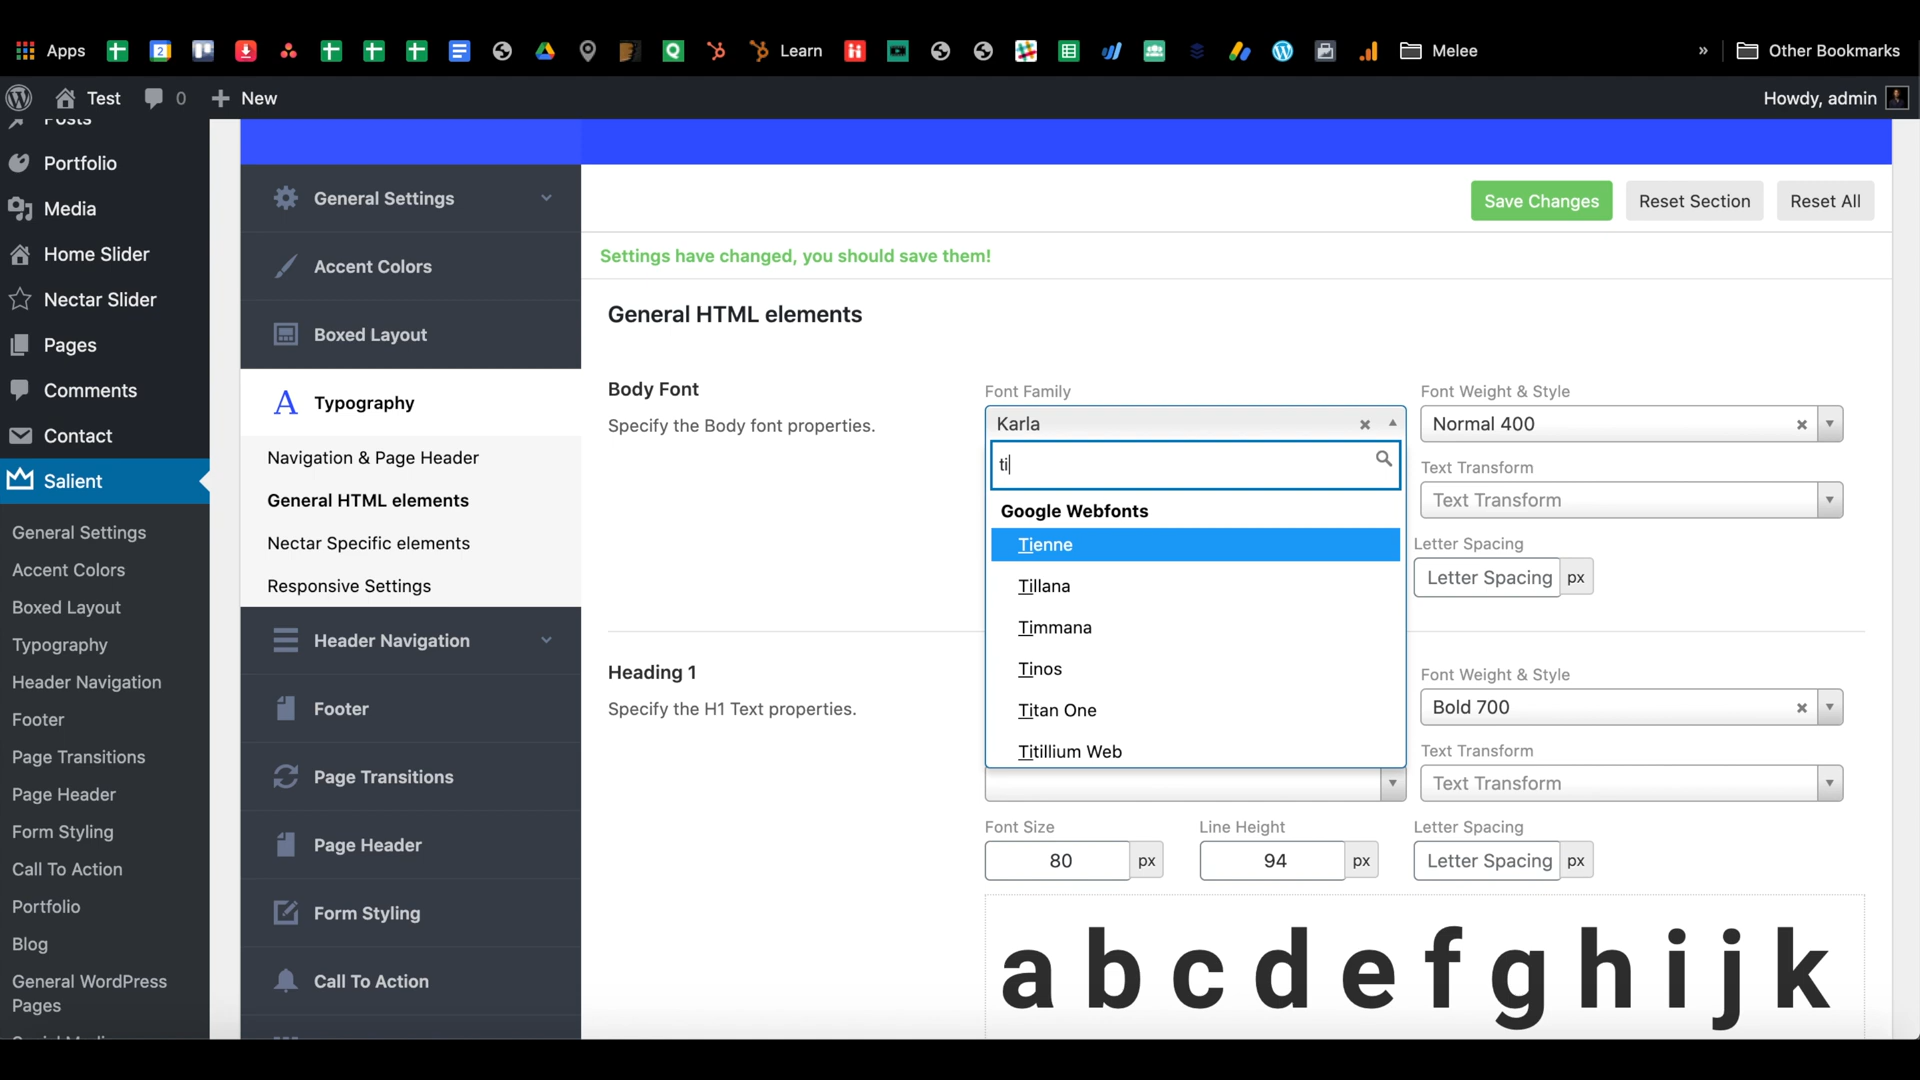 Apps
Learn
Melee
»
Other Bookmarks
Test
0
New
Howdy, admin
Posts
Portfolio
Media
Home Slider
Nectar Slider
Pages
Comments
Contact
Salient
General Settings
Accent Colors
Boxed Layout
Typography
Header Navigation
Footer
Page Transitions
Page Header
Form Styling
Call To Action
Portfolio
Blog
General WordPress
Pages
General Settings
Accent Colors
Boxed Layout
Typography
Navigation & Page Header
General HTML elements
Nectar Specific elements
Responsive Settings
Header Navigation
Footer
Page Transitions
Page Header
Form Styling
Call To Action
Save Changes
Reset Section
Reset All
Settings have changed, you should save them!
General HTML elements
Body Font
Specify the Body font properties.
Font Family
Karla
ti
Google Webfonts
Tienne
Tillana
Timmana
Tinos
Titan One
Titillium Web
Font Weight & Style
Normal 400
Text Transform
Text Transform
Letter Spacing
Letter Spacing px
Heading 1
Specify the H1 Text properties.
Font Weight & Style
Bold 700
Text Transform
Text Transform
Font Size
80 px
Line Height
94 px
Letter Spacing
Letter Spacing px
a b c d e f g h i j k